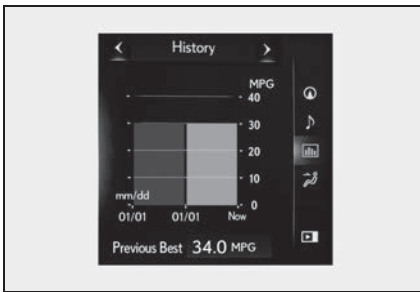 History
MPG
40
30
20
10
mm/dd
0
01/01 01/01 Now
Previous Best 34.0 MPG